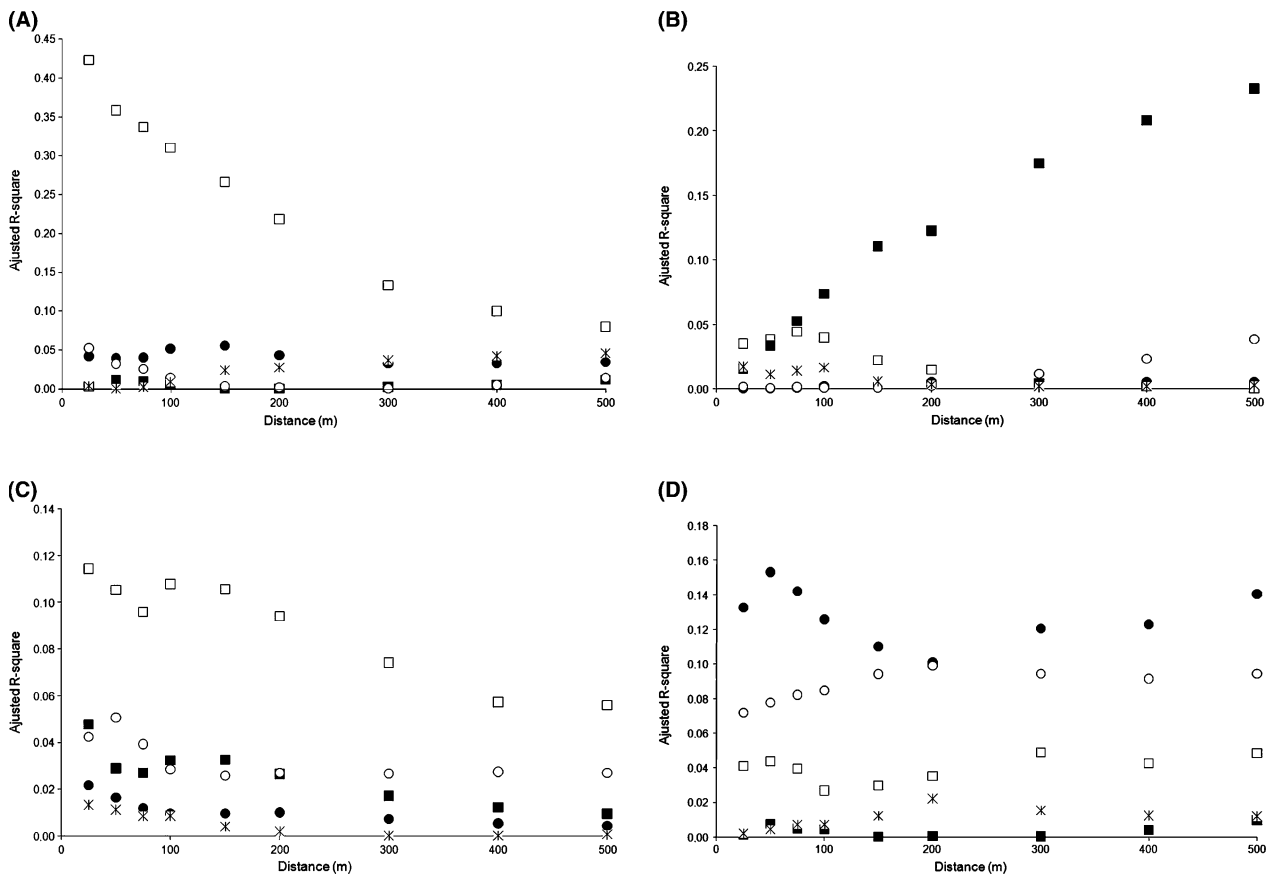 (A)
0.45
0.40
0.35
0.30
0.25
0.20
0.15
0.10
0.05
0.00
0 100 200 300 400 500
Distance (m)
Ajusted R-square
(B)
0.25
0.20
0.15
0.10
0.05
0.00
0 100 200 300 400 500
Distance (m)
Ajusted R-square
(C)
0.14
0.12
0.10
0.08
0.06
0.04
0.02
0.00
0 100 200 300 400 500
Distance (m)
Ajusted R-square
(D)
0.18
0.16
0.14
0.12
0.10
0.08
0.06
0.04
0.02
0.00
0 100 200 300 400 500
Distance (m)
Ajusted R-square